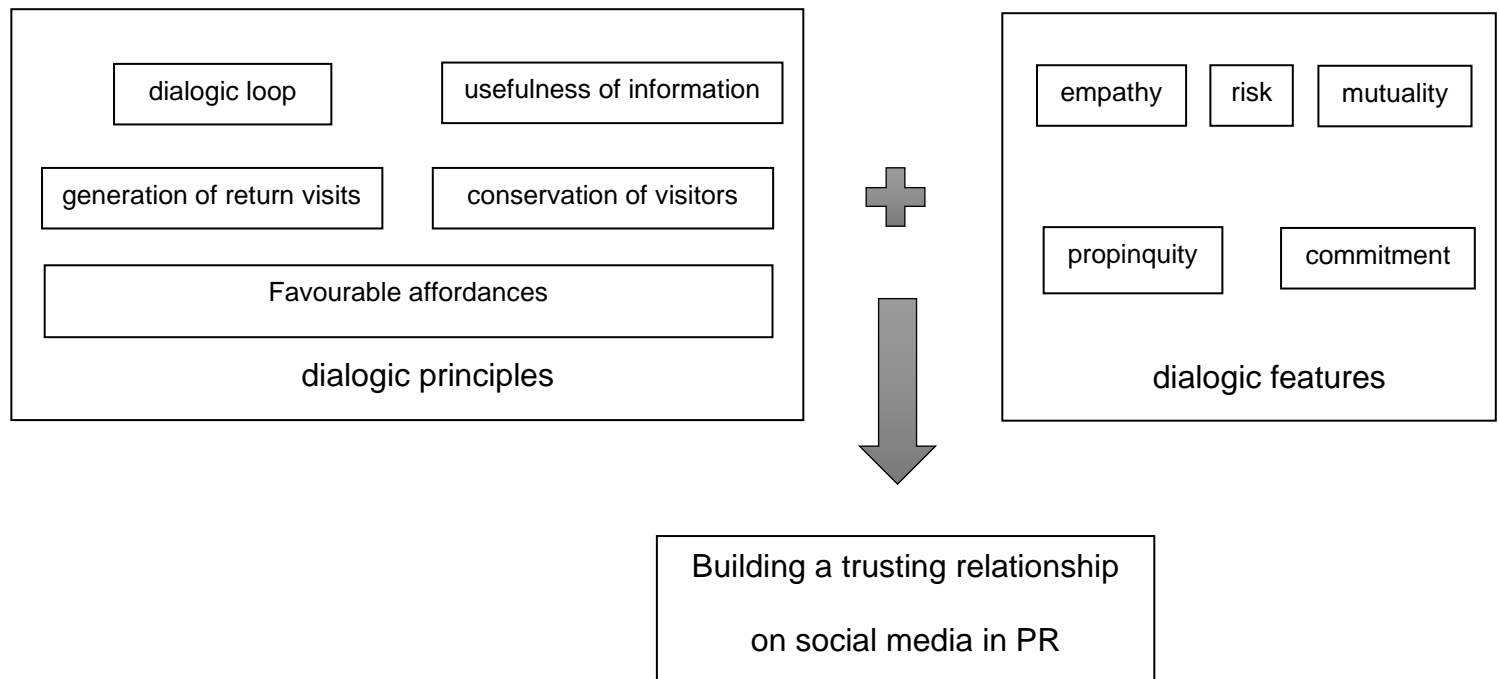 dialogic loop
usefulness of information
generation of return visits
conservation of visitors
Favourable affordances
dialogic principles
empathy
risk
mutuality
propinquity
commitment
dialogic features
Building a trusting relationship
on social media in PR